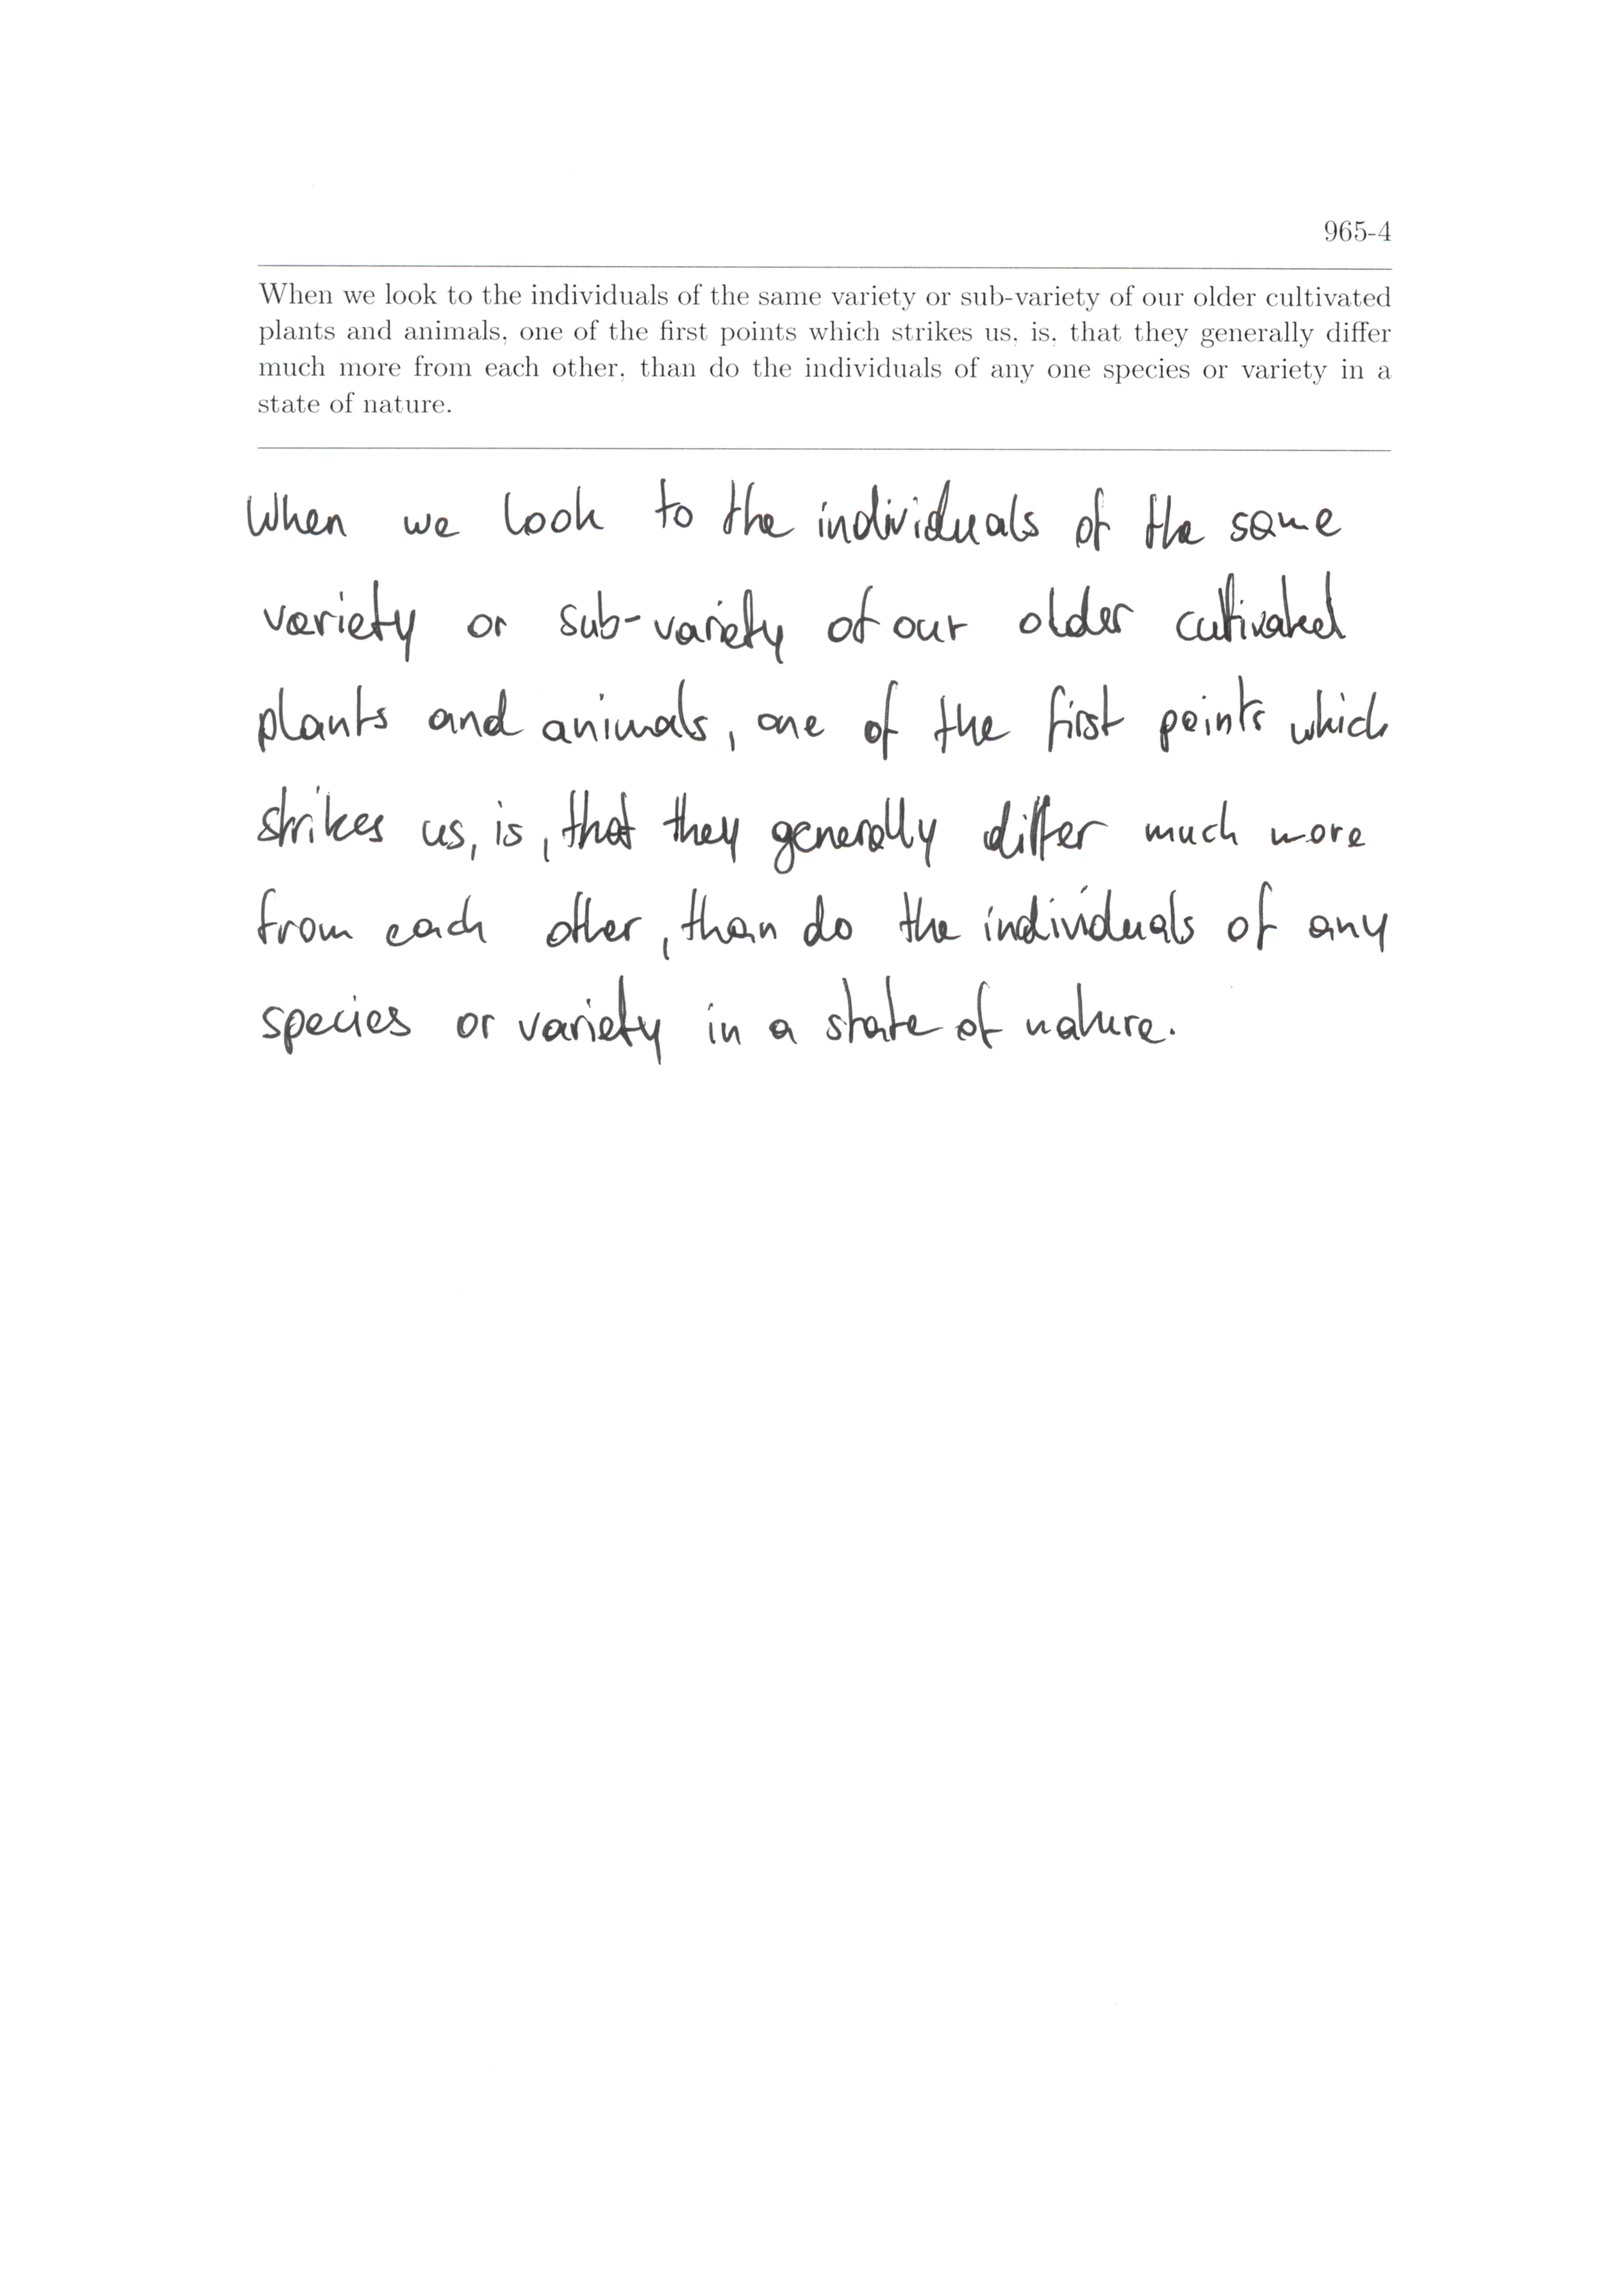 965-4
When we look to the individuals of the same variety or sub-variety of our older cultivated
plants and animals, one of the first points which strikes us, is, that they generally differ
much more from each other, than do the individuals of any one species or variety in a
state of nature.
When we look to the individuals of the same
variety or sub-variety of our older cultivated
plants and animals, one of the first points which
strikes us, is, that they generally differ much more
from each other, than do the individuals of any
species or variety in a state of nature.